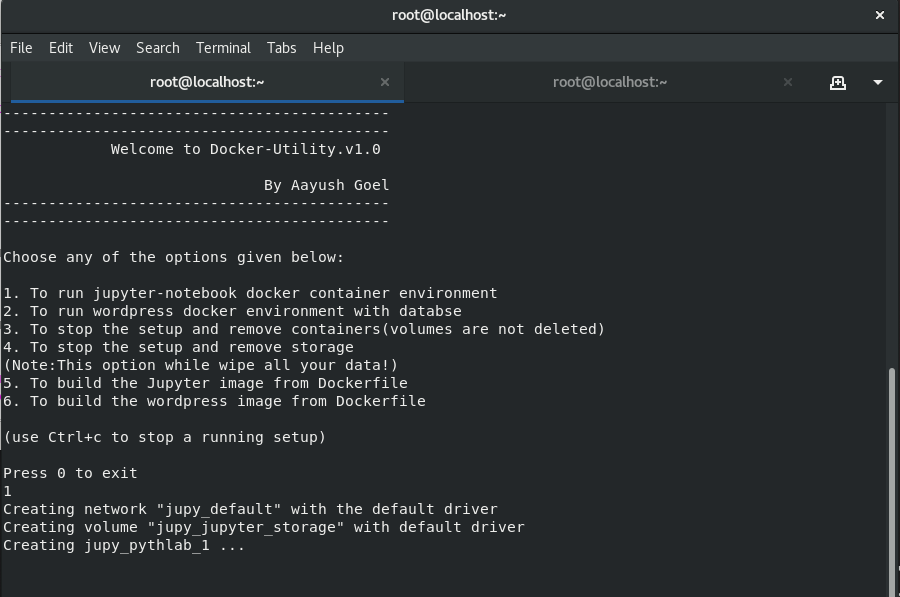 root@localhost:~
File Edit View Search Terminal Tabs Help
root@localhost:~ root@localhost:~
-------------------------------------------
-------------------------------------------
Welcome to Docker-Utility.v1.0
By Aayush Goel
-------------------------------------------
-------------------------------------------
Choose any of the options given below:
1. To run jupyter-notebook docker container environment
2. To run wordpress docker environment with databse
3. To stop the setup and remove containers(volumes are not deleted)
4. To stop the setup and remove storage
(Note:This option while wipe all your data!)
5. To build the Jupyter image from Dockerfile
6. To build the wordpress image from Dockerfile
(use Ctrl+c to stop a running setup)
Press 0 to exit
1
Creating network "jupy_default" with the default driver
Creating volume "jupy_jupyter_storage" with default driver
Creating jupy_pythlab_1 ...